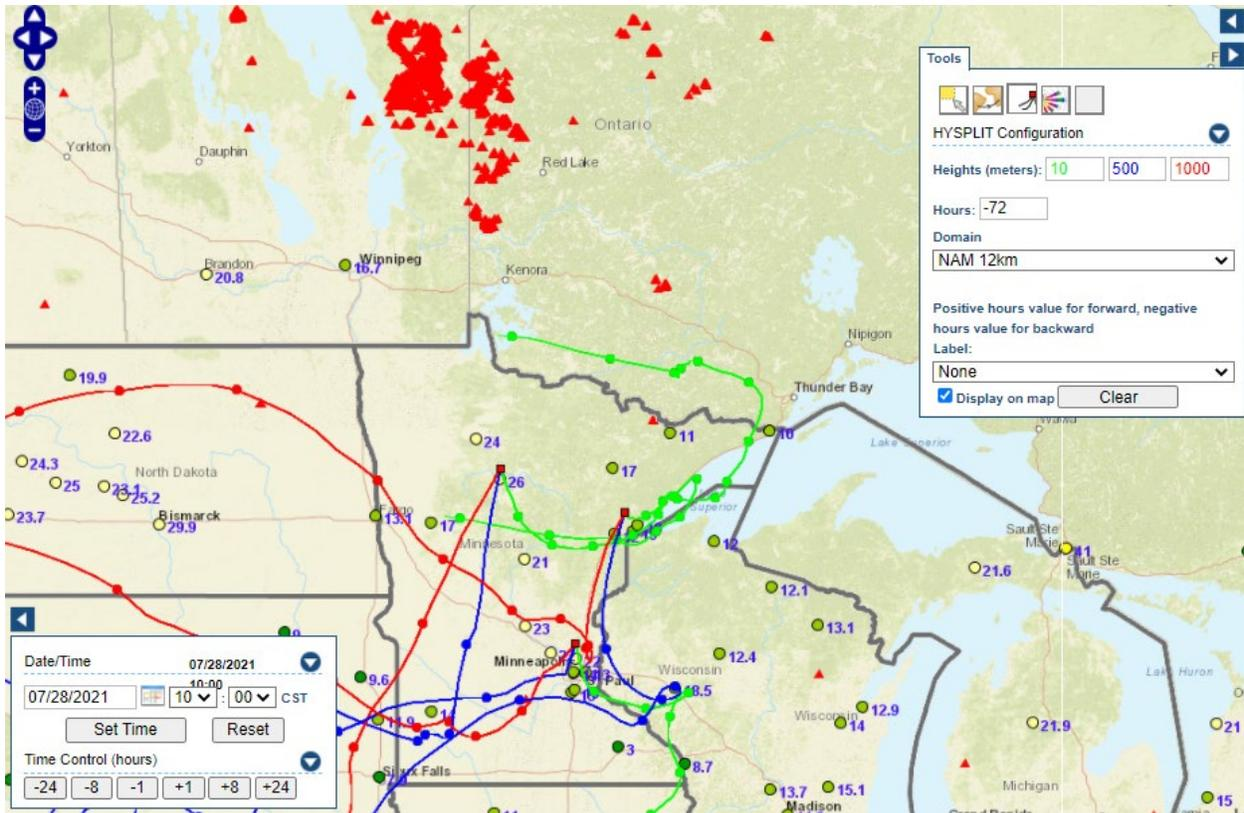 Tools
HYSPLIT Configuration
Heights (meters): 10 500 1000
Hours: -72
Domain
NAM 12km
Positive hours value for forward, negative
hours value for backward
Label:
None
Display on map Clear
Ontario
Yorkton
Dauphin
Red Lake
Brandon
20.8
Winnipeg
16.7
Kenora
Nipigon
Thunder Bay
19.9
22.6
24
11
10
Lake Superior
24.3
25
North Dakota
23.1
25.2
26
17
23.7
Bismarck
29.9
Fargo
13.1
17
Superior
Minnesota
21
12
Sault Ste
Marie
41
Sault Ste
Marie
21.6
12.1
13.1
23
Minneapolis
Paul
Wisconsin
12.4
9.6
18.5
Wisconsin
12.9
14
21.9
21
Lake Huron
3
8.7
Sioux Falls
Michigan
13.7
15.1
Madison
15
Date/Time 07/28/2021
10:00
07/28/2021 10 : 00 CST
Set Time Reset
Time Control (hours)
-24 -8 -1 +1 +8 +24